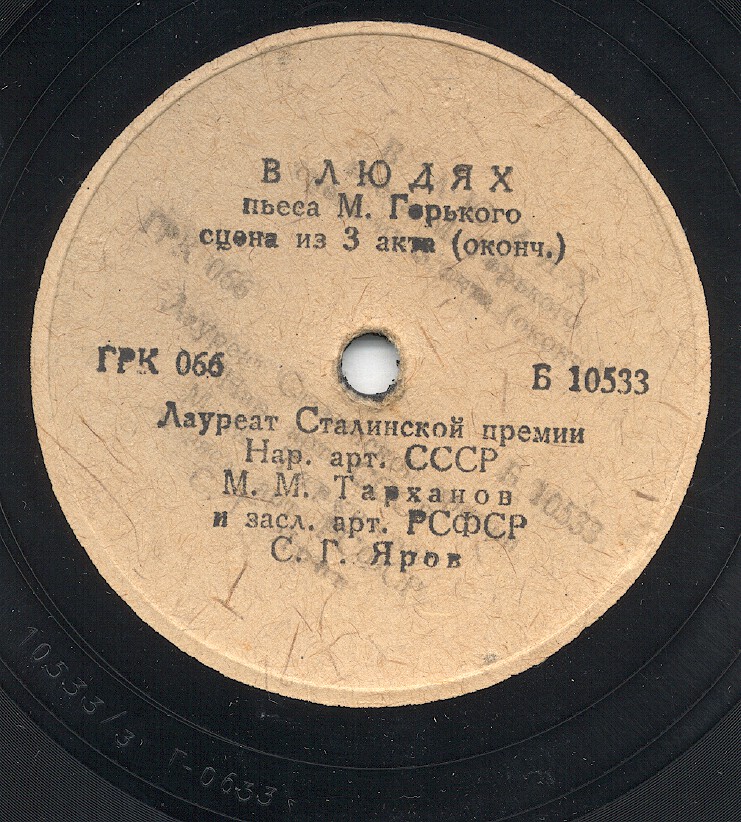 В ЛЮДЯХ
пьеса М. Горького
сцена из 3 акта (оконч.)
ГРК 066
Б 10533
Лауреат Сталинской премии
Нар. арт. СССР
М. М. Тарханов
и засл. арт. РСФСР
С. Г. Яров
10533/3 Г-0633